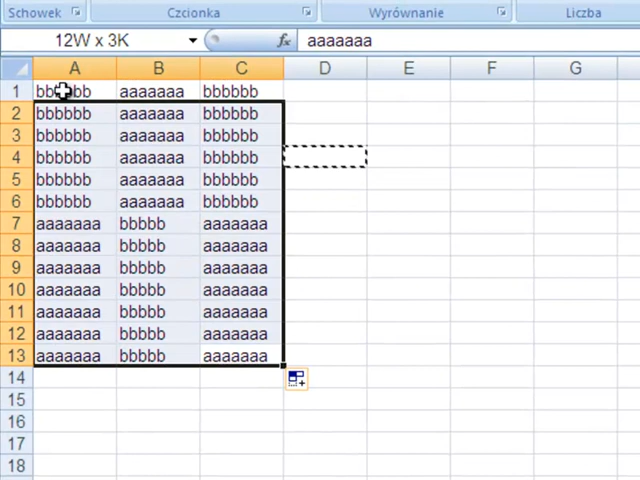 Schowek Czcionka Wyrównanie Liczba
12W x 3K fx aaaaaaa
A B C D E F G
1 aaaaaaa bbbbbb
2 bbbbbb aaaaaaa bbbbbb
3 bbbbbb aaaaaaa bbbbbb
4 bbbbbb aaaaaaa bbbbbb
5 bbbbbb aaaaaaa bbbbbb
6 bbbbbb aaaaaaa bbbbbb
7 aaaaaaa bbbbb aaaaaaa
8 aaaaaaa bbbbb aaaaaaa
9 aaaaaaa bbbbb aaaaaaa
10 aaaaaaa bbbbb aaaaaaa
11 aaaaaaa bbbbb aaaaaaa
12 aaaaaaa bbbbb aaaaaaa
13 aaaaaaa bbbbb aaaaaaa
14
15
16
17
18